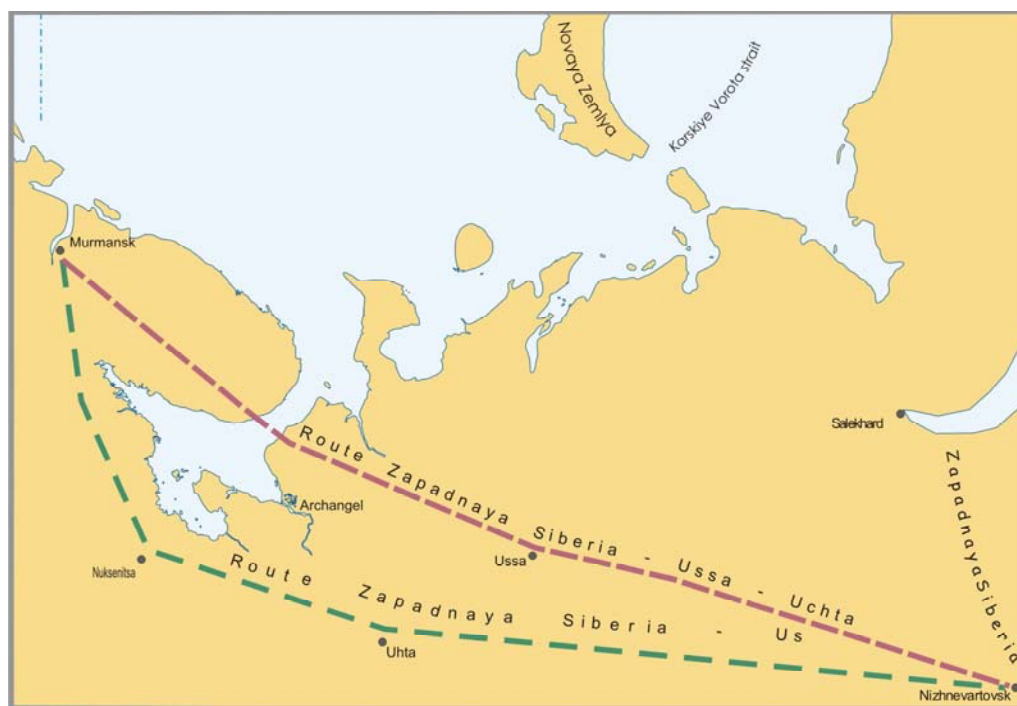 Novaya Zemlya
Karskiye Vorota strait
Murmansk
Salekhard
Route Zapadnaya Siberia - Ussa - Uchta
Zapadnaya Siberia
Archangel
Ussa
Nuksenitsa
Route Zapadnaya Siberia - Us
Uhta
Nizhnevartovsk